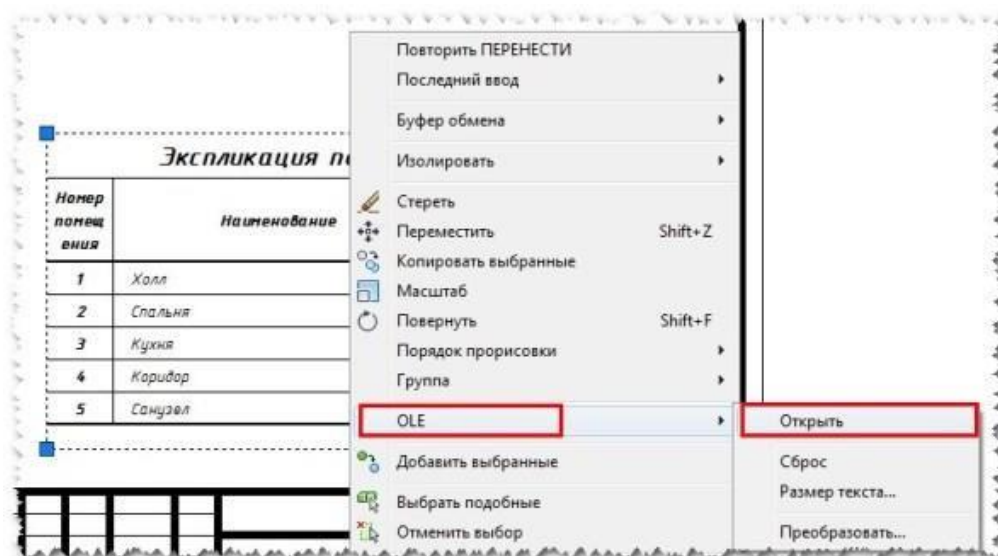 Экспликация по
Номер
помещ
ения
Наименование
1 Холл
2 Спальня
3 Кухня
4 Коридор
5 Санузел
Повторить ПЕРЕНЕСТИ
Последний ввод
Буфер обмена
Изолировать
Стереть
Переместить Shift+Z
Копировать выбранные
Масштаб
Повернуть Shift+F
Порядок прорисовки
Группа
OLE
Добавить выбранные
Выбрать подобные
Отменить выбор
Открыть
Сброс
Размер текста...
Преобразовать...